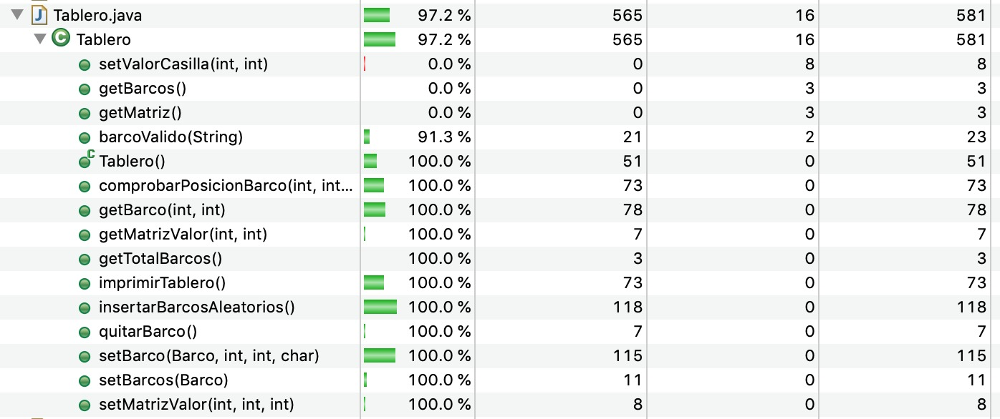 Tablero.java 97.2 % 565 16 581
Tablero 97.2 % 565 16 581
setValorCasilla(int, int) 0.0 % 0 8 8
getBarcos() 0.0 % 0 3 3
getMatriz() 0.0 % 0 3 3
barcoValido(String) 91.3 % 21 2 23
Tablero() 100.0 % 51 0 51
comprobarPosicionBarco(int, int... 100.0 % 73 0 73
getBarco(int, int) 100.0 % 78 0 78
getMatrizValor(int, int) 100.0 % 7 0 7
getTotalBarcos() 100.0 % 3 0 3
imprimirTablero() 100.0 % 73 0 73
insertarBarcosAleatorios() 100.0 % 118 0 118
quitarBarco() 100.0 % 7 0 7
setBarco(Barco, int, int, char) 100.0 % 115 0 115
setBarcos(Barco) 100.0 % 11 0 11
setMatrizValor(int, int, int) 100.0 % 8 0 8